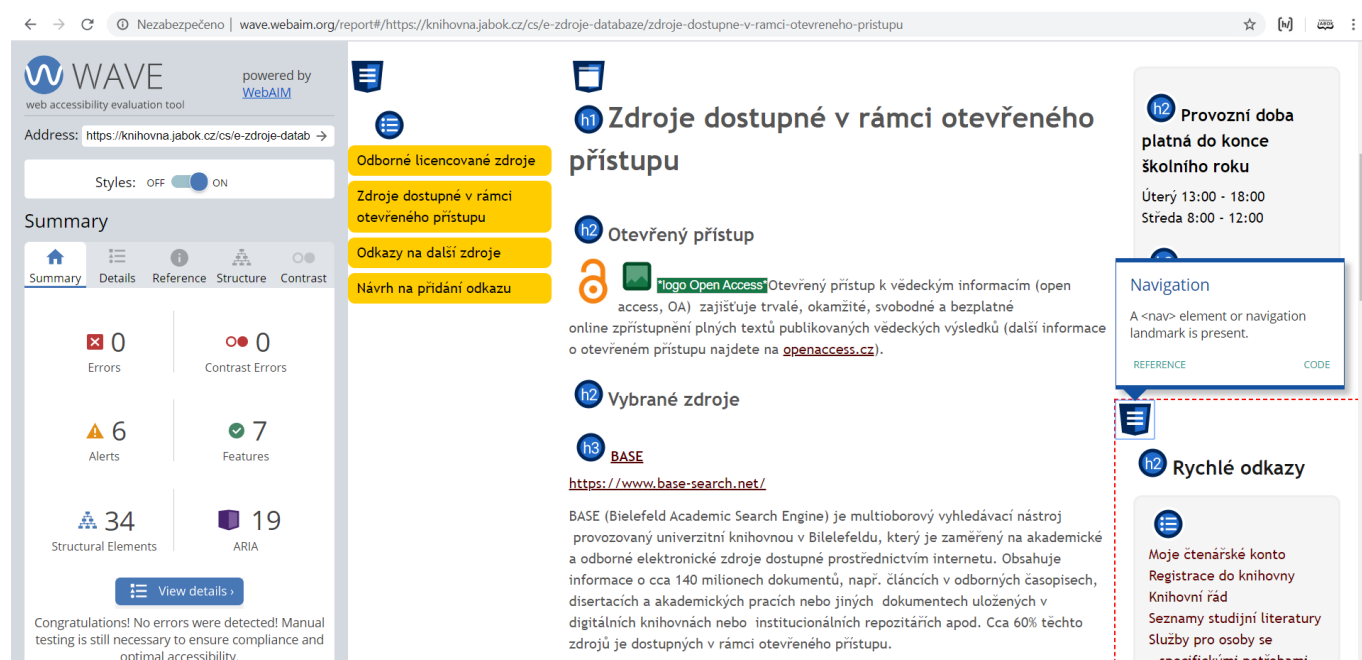 Nezabezpečeno | wave.webaim.org/report#/https://knihovna.jabok.cz/cs/e-zdroje-databaze/zdroje-dostupne-v-ramci-otevreneho-pristupu
WAVE
web accessibility evaluation tool
powered by
WebAIM
Address: https://knihovna.jabok.cz/cs/e-zdroje-datab
Styles: OFF ON
Summary
Summary Details Reference Structure Contrast
0 Errors
0 Contrast Errors
6 Alerts
7 Features
34 Structural Elements
19 ARIA
View details ›
Congratulations! No errors were detected! Manual
testing is still necessary to ensure compliance and
optimal accessibility.
Odborné licencované zdroje
Zdroje dostupné v rámci
otevřeného přístupu
Odkazy na další zdroje
Návrh na přidání odkazu
h1 Zdroje dostupné v rámci otevřeného
přístupu
h2 Otevřený přístup
*logo Open Access*Otevřený přístup k vědeckým informacím (open
access, OA) zajišťuje trvalé, okamžité, svobodné a bezplatné
online zpřístupnění plných textů publikovaných vědeckých výsledků (další informace
o otevřeném přístupu najdete na openaccess.cz).
h2 Vybrané zdroje
h3 BASE
https://www.base-search.net/
BASE (Bielefeld Academic Search Engine) je multioborový vyhledávací nástroj
provozovaný univerzitní knihovnou v Bilelefeldu, který je zaměřený na akademické
a odborné elektronické zdroje dostupné prostřednictvím internetu. Obsahuje
informace o cca 140 milionech dokumentů, např. článcích v odborných časopisech,
disertacích a akademických pracích nebo jiných dokumentech uložených v
digitálních knihovnách nebo institucionálních repozitářích apod. Cca 60% těchto
zdrojů je dostupných v rámci otevřeného přístupu.
h2 Provozní doba
platná do konce
školního roku
Úterý 13:00 - 18:00
Středa 8:00 - 12:00
Navigation
A <nav> element or navigation
landmark is present.
REFERENCE CODE
h2 Rychlé odkazy
Moje čtenářské konto
Registrace do knihovny
Knihovní řád
Seznamy studijní literatury
Služby pro osoby se
specifickými potřebami